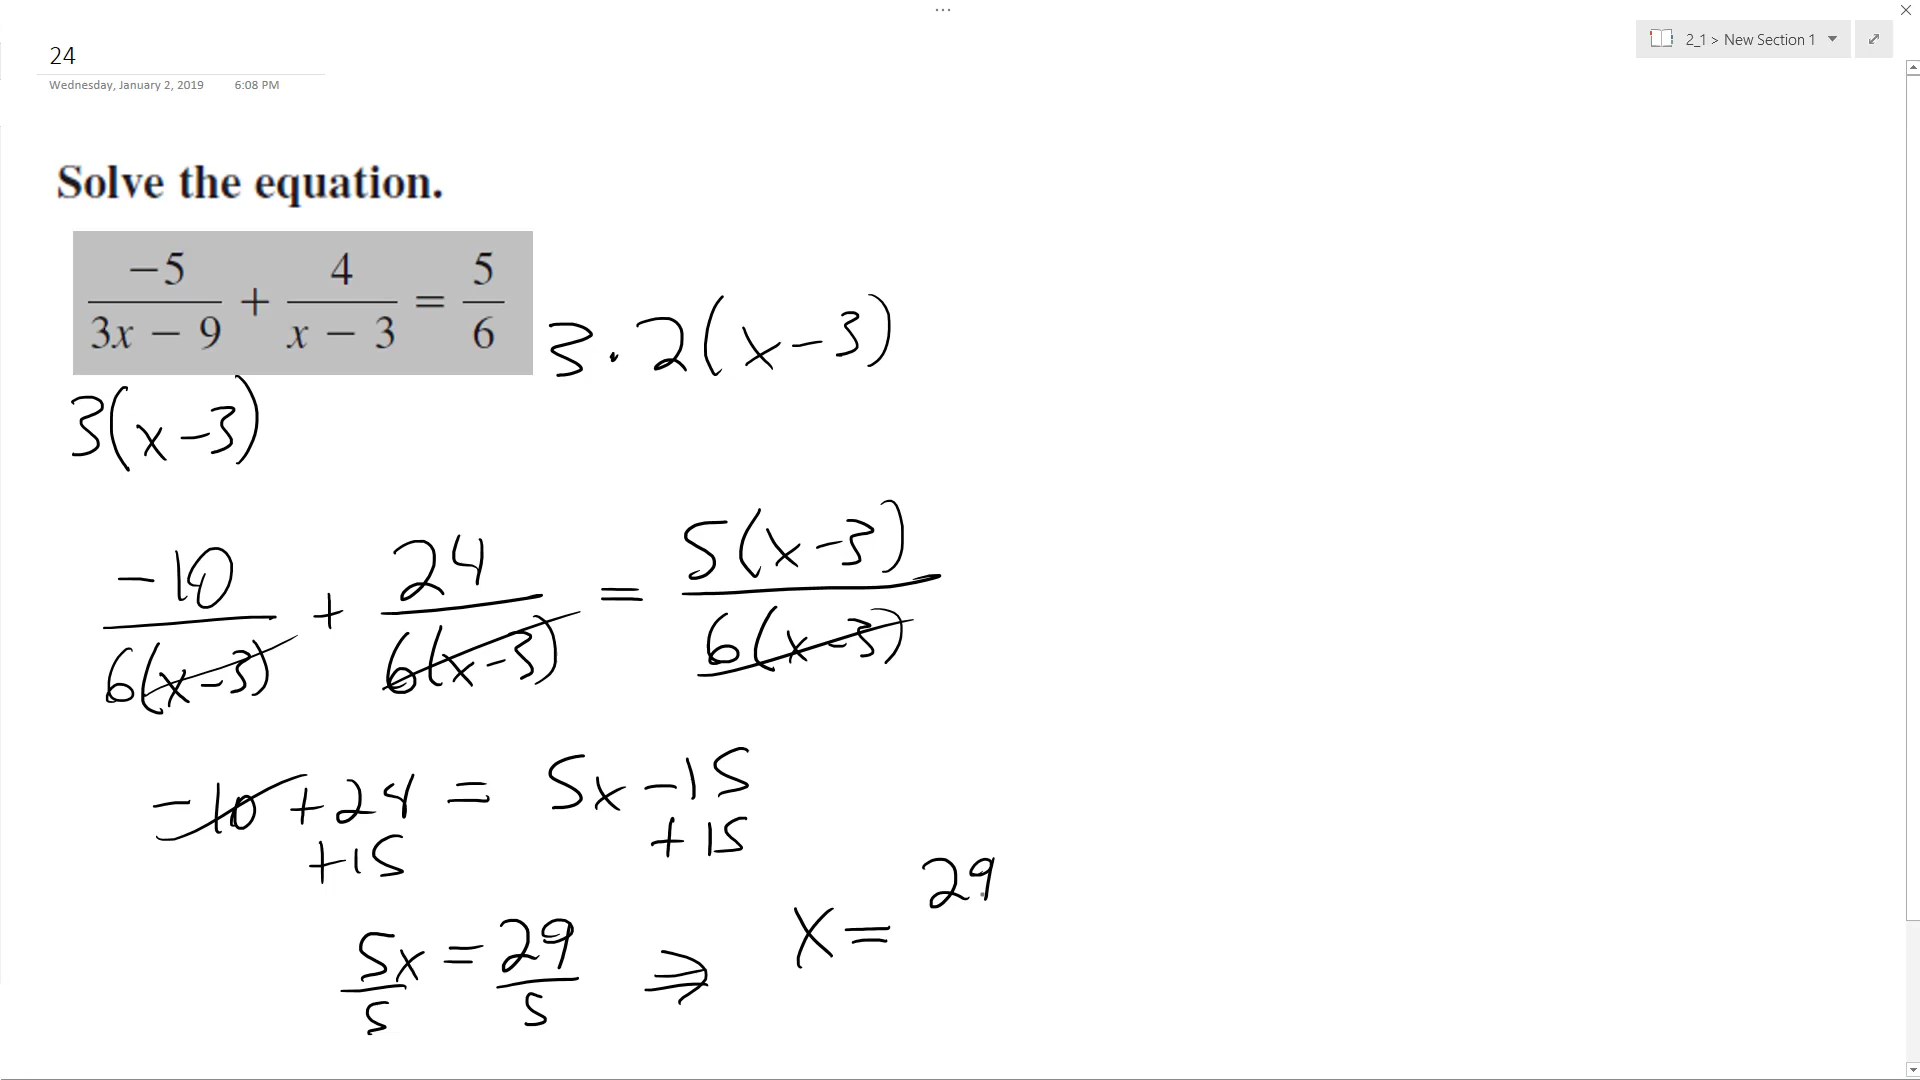 ...
2_1 > New Section 1
24
Wednesday, January 2, 2019 6:08 PM
Solve the equation.
-5/(3x - 9) + 4/(x - 3) = 5/6
3·2(x-3)
3(x-3)
-10/6(x-3) + 24/6(x-3) = 5(x-3)/6(x-3)
-10 +24 = 5x -15
+15 +15
5x/5 = 29/5 ⇒ x = 29